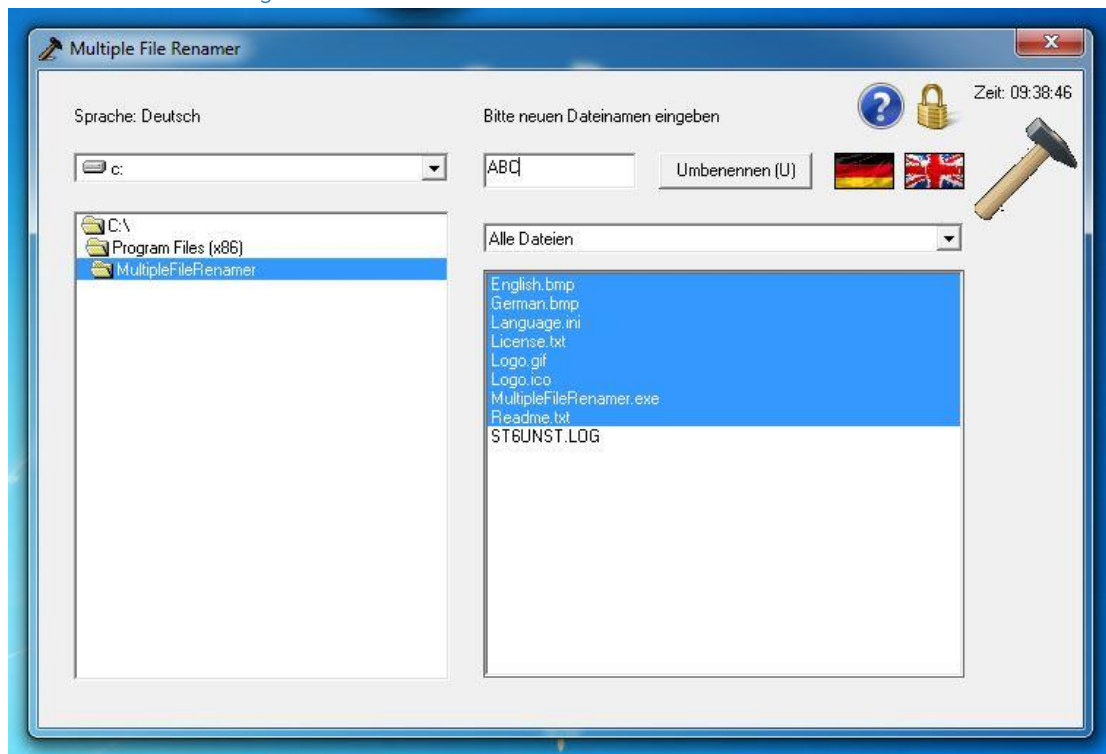 Multiple File Renamer
Zeit: 09:38:46
Sprache: Deutsch
Bitte neuen Dateinamen eingeben
c:
ABC
Umbenennen (U)
C:\
Program Files (x86)
MultipleFileRenamer
Alle Dateien
English.bmp
German.bmp
Language.ini
License.txt
Logo.gif
Logo.ico
MultipleFileRenamer.exe
Readme.txt
ST6UNST.LOG